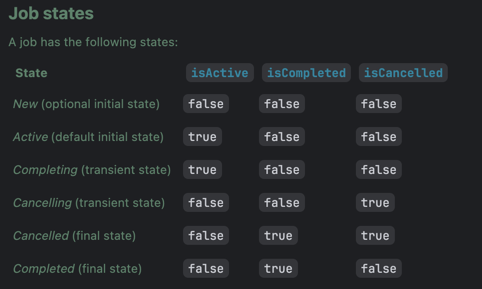 Job states
A job has the following states:
State isActive isCompleted isCancelled
New (optional initial state) false false false
Active (default initial state) true false false
Completing (transient state) true false false
Cancelling (transient state) false false true
Cancelled (final state) false true true
Completed (final state) false true false